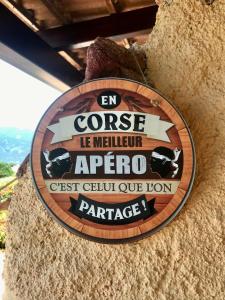 EN
CORSE
LE MEILLEUR
APÉRO
C'EST CELUI QUE L'ON
PARTAGE !